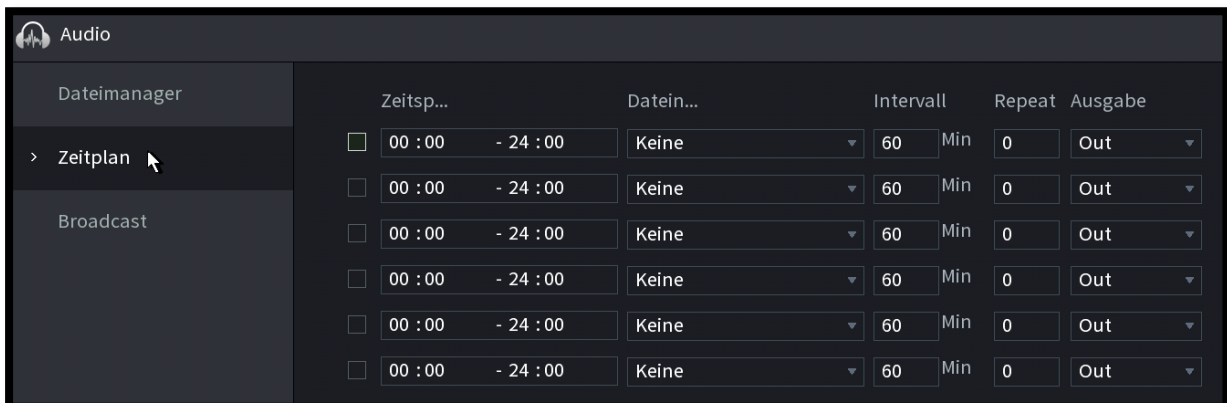 Audio
Dateimanager
Zeitplan
Broadcast
Zeitsp... Datein... Intervall Repeat Ausgabe
00 :00 - 24 :00 Keine 60 Min 0 Out
00 :00 - 24 :00 Keine 60 Min 0 Out
00 :00 - 24 :00 Keine 60 Min 0 Out
00 :00 - 24 :00 Keine 60 Min 0 Out
00 :00 - 24 :00 Keine 60 Min 0 Out
00 :00 - 24 :00 Keine 60 Min 0 Out